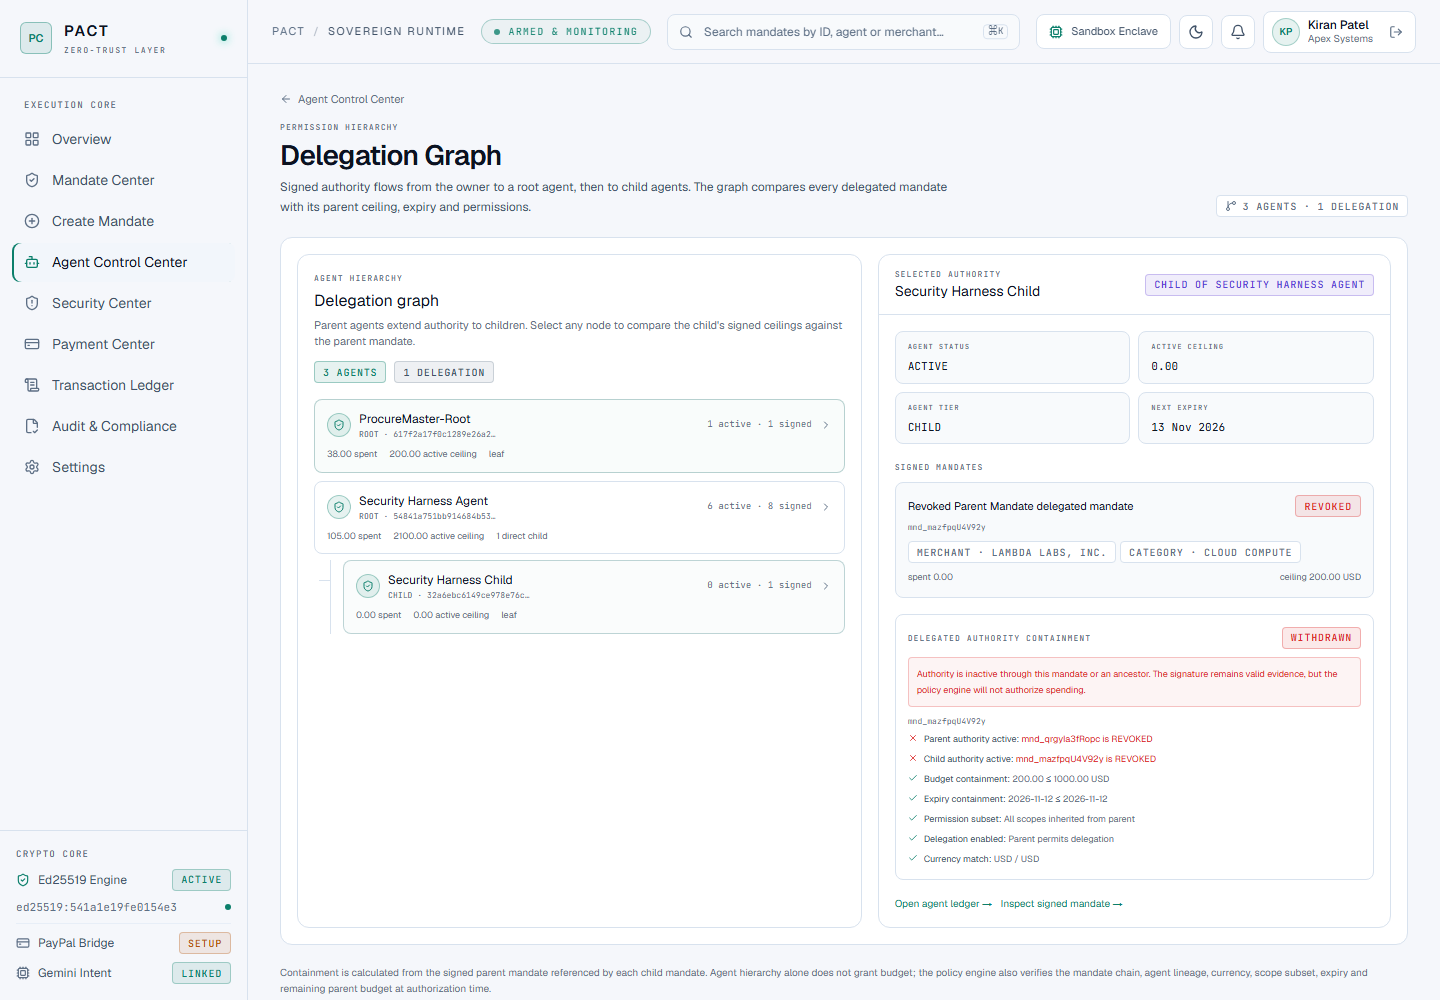 PC
PACT
ZERO-TRUST LAYER
EXECUTION CORE
Overview
Mandate Center
Create Mandate
Agent Control Center
Security Center
Payment Center
Transaction Ledger
Audit & Compliance
Settings
CRYPTO CORE
Ed25519 Engine ACTIVE
ed25519:541a1e19fe0154e3
PayPal Bridge SETUP
Gemini Intent LINKED
PACT / SOVEREIGN RUNTIME
ARMED & MONITORING
Search mandates by ID, agent or merchant… ⌘K
Sandbox Enclave
KP
Kiran Patel
Apex Systems
← Agent Control Center
PERMISSION HIERARCHY
Delegation Graph
Signed authority flows from the owner to a root agent, then to child agents. The graph compares every delegated mandate
with its parent ceiling, expiry and permissions.
3 AGENTS · 1 DELEGATION
AGENT HIERARCHY
Delegation graph
Parent agents extend authority to children. Select any node to compare the child's signed ceilings against
the parent mandate.
3 AGENTS 1 DELEGATION
ProcureMaster-Root
ROOT · 617f2a17f0c1289e26a2…
1 active · 1 signed
38.00 spent 200.00 active ceiling leaf
Security Harness Agent
ROOT · 54841a751bb914684b53…
6 active · 8 signed
105.00 spent 2100.00 active ceiling 1 direct child
Security Harness Child
CHILD · 32a6ebc6149ce978e76c…
0 active · 1 signed
0.00 spent 0.00 active ceiling leaf
SELECTED AUTHORITY
Security Harness Child
CHILD OF SECURITY HARNESS AGENT
AGENT STATUS
ACTIVE
ACTIVE CEILING
0.00
AGENT TIER
CHILD
NEXT EXPIRY
13 Nov 2026
SIGNED MANDATES
Revoked Parent Mandate delegated mandate REVOKED
mnd_mazfpqU4V92y
MERCHANT · LAMBDA LABS, INC. CATEGORY · CLOUD COMPUTE
spent 0.00 ceiling 200.00 USD
DELEGATED AUTHORITY CONTAINMENT WITHDRAWN
Authority is inactive through this mandate or an ancestor. The signature remains valid evidence, but the
policy engine will not authorize spending.
mnd_mazfpqU4V92y
Parent authority active: mnd_qrgyIa3fRopc is REVOKED
Child authority active: mnd_mazfpqU4V92y is REVOKED
Budget containment: 200.00 ≤ 1000.00 USD
Expiry containment: 2026-11-12 ≤ 2026-11-12
Permission subset: All scopes inherited from parent
Delegation enabled: Parent permits delegation
Currency match: USD / USD
Open agent ledger → Inspect signed mandate →
Containment is calculated from the signed parent mandate referenced by each child mandate. Agent hierarchy alone does not grant budget; the policy engine also verifies the mandate chain, agent lineage, currency, scope subset, expiry and
remaining parent budget at authorization time.